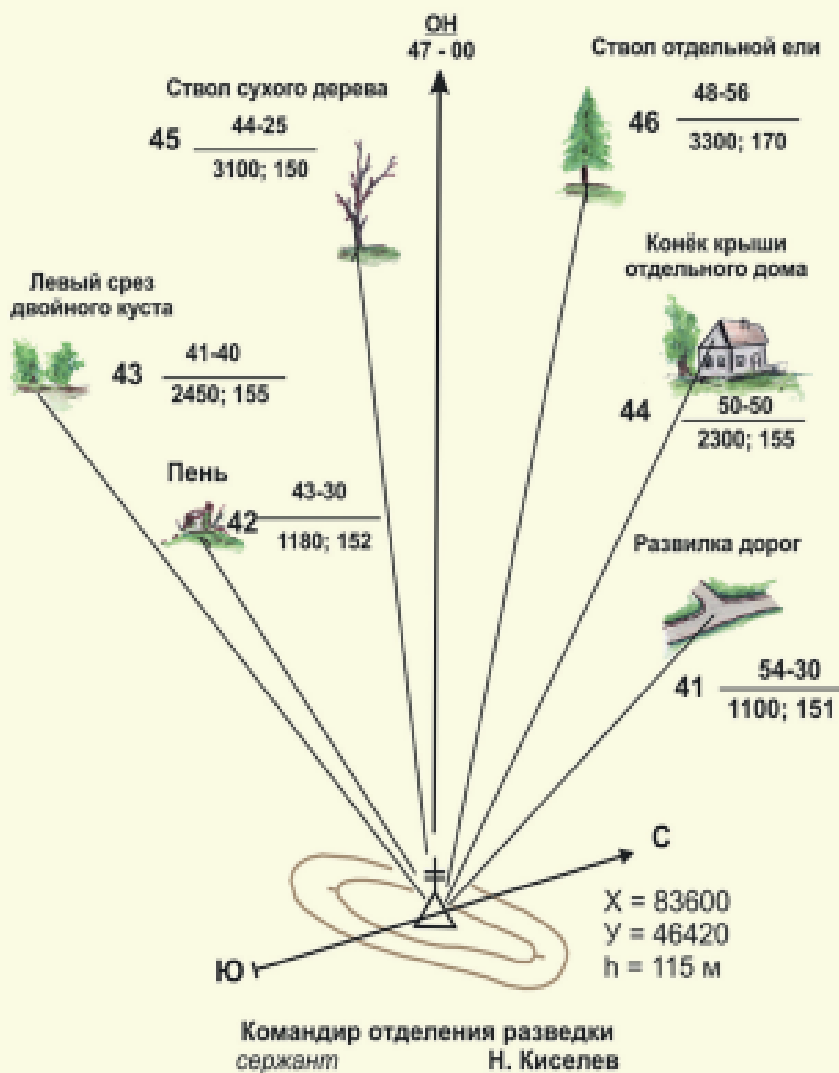 ОН
47 - 00
Ствол отдельной ели
46
48-56
3300; 170
Ствол сухого дерева
45
44-25
3100; 150
Левый срез
двойного куста
43
41-40
2450; 155
Конёк крыши
отдельного дома
44
50-50
2300; 155
Пень
42
43-30
1180; 152
Развилка дорог
41
54-30
1100; 151
С
Ю
X = 83600
У = 46420
h = 115 м
Командир отделения разведки
сержант Н. Киселев